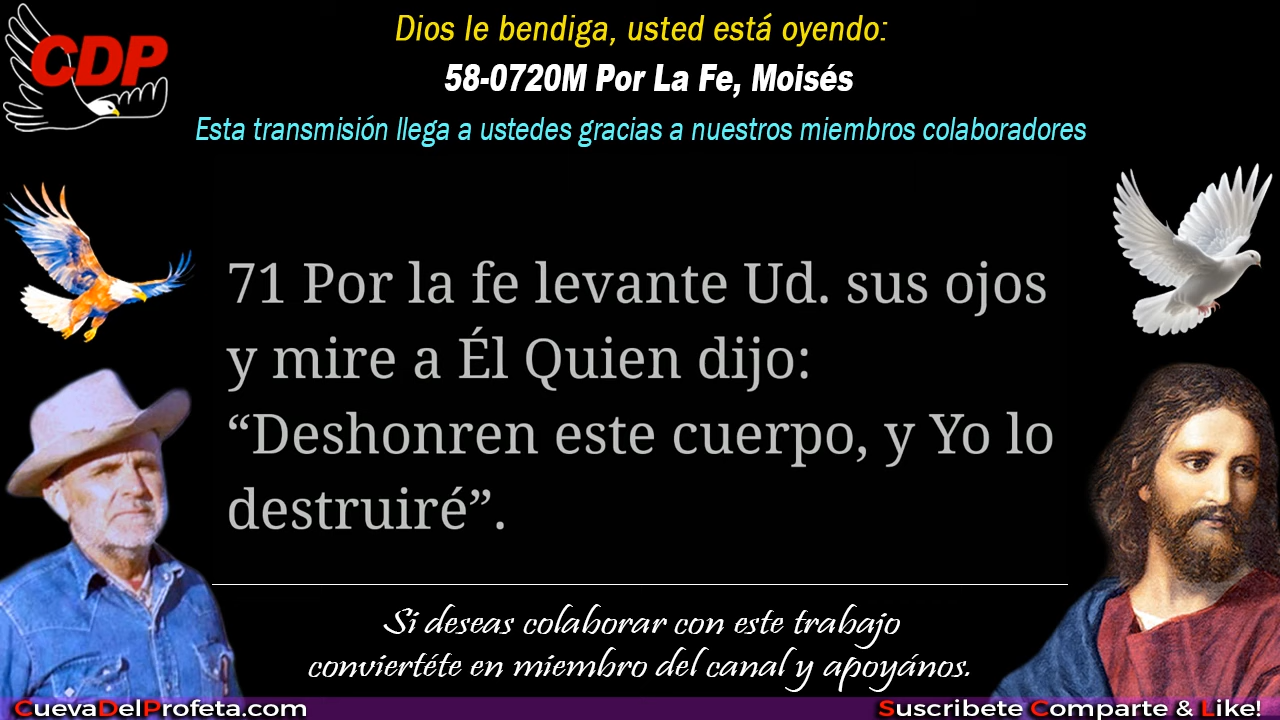 CDP
Dios le bendiga, usted está oyendo:
58-0720M Por La Fe, Moisés
Esta transmisión llega a ustedes gracias a nuestros miembros colaboradores
71 Por la fe levante Ud. sus ojos
y mire a Él Quien dijo:
“Deshonren este cuerpo, y Yo lo
destruiré”.
Si deseas colaborar con este trabajo
conviertéte en miembro del canal y apoyános.
CuevaDelProfeta.com
Suscribete Comparte & Like!